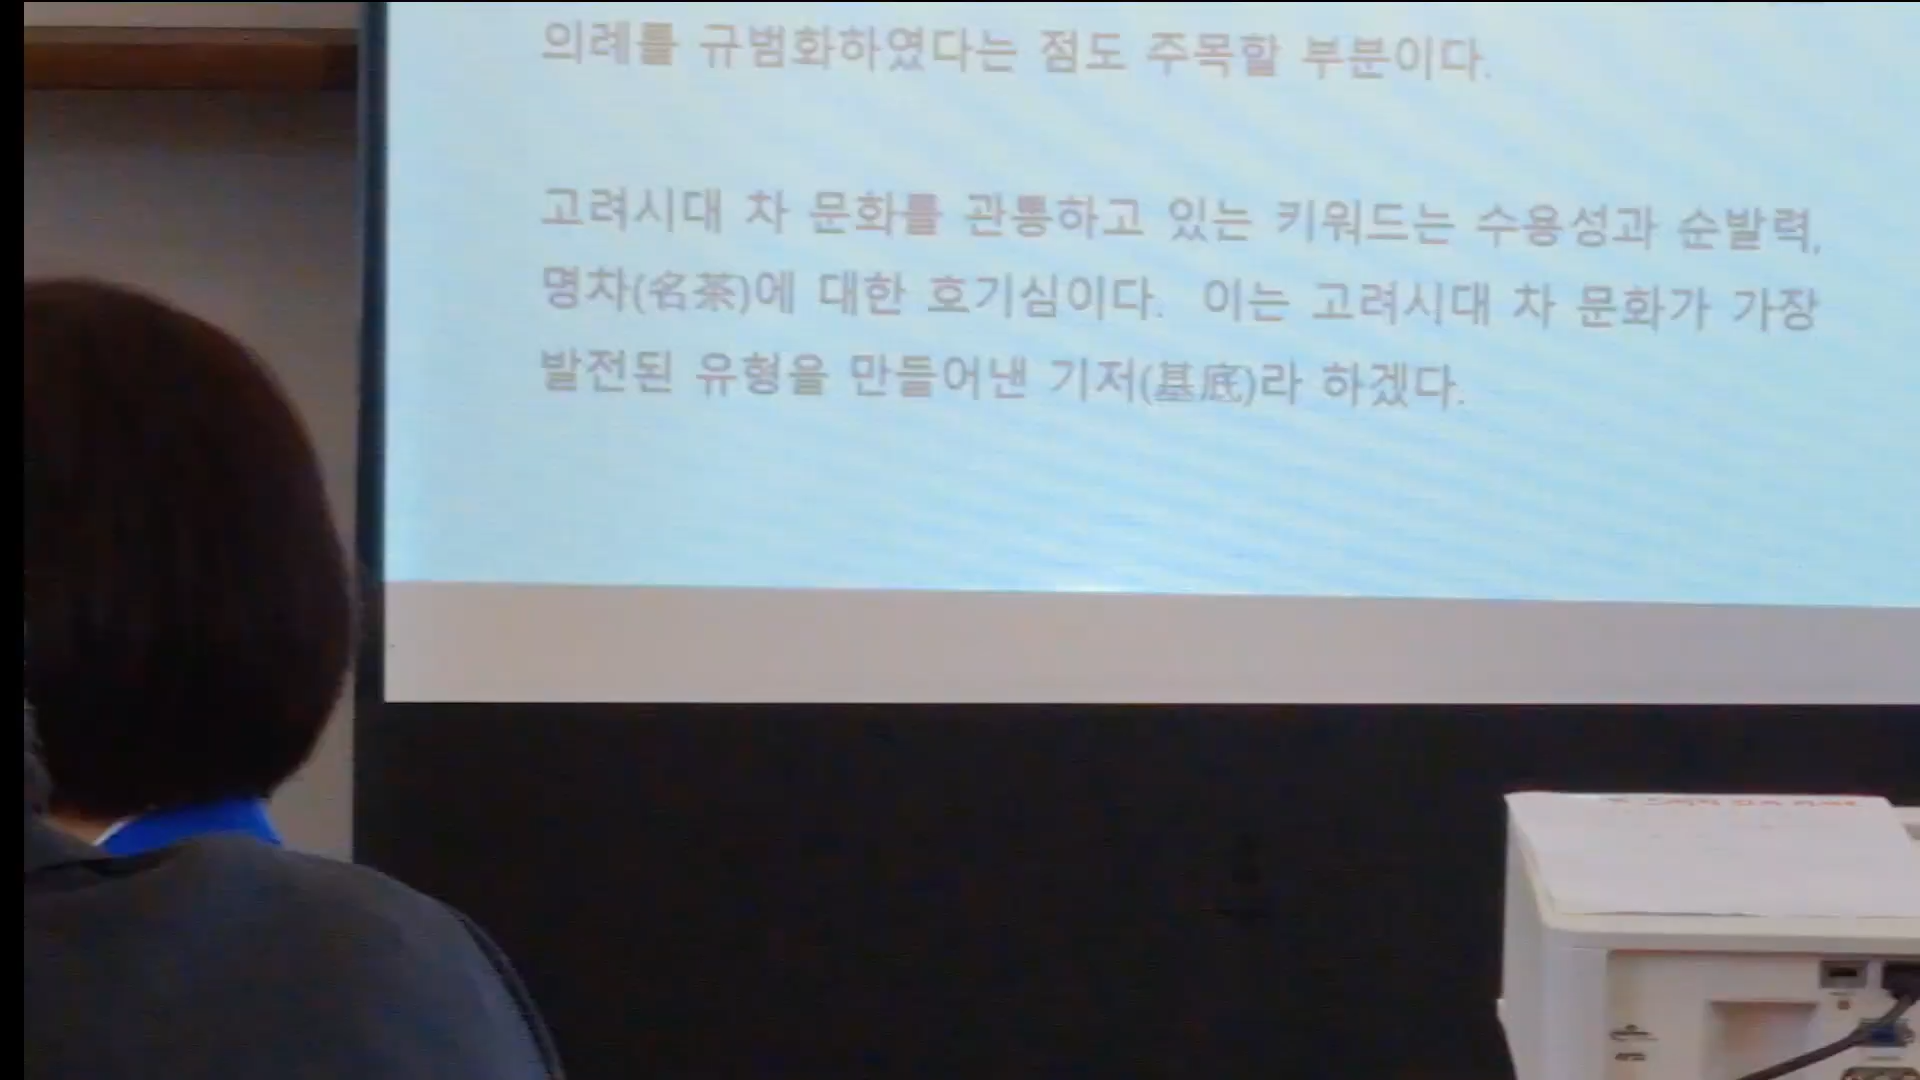 의례를 규범화하였다는 점도 주목할 부분이다.
고려시대 차 문화를 관통하고 있는 키워드는 수용성과 순발력,
명차(名茶)에 대한 호기심이다. 이는 고려시대 차 문화가 가장
발전된 유형을 만들어낸 기저(基底)라 하겠다.